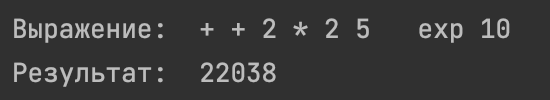 Выражение:  + + 2 * 2 5   exp 10
Результат:  22038